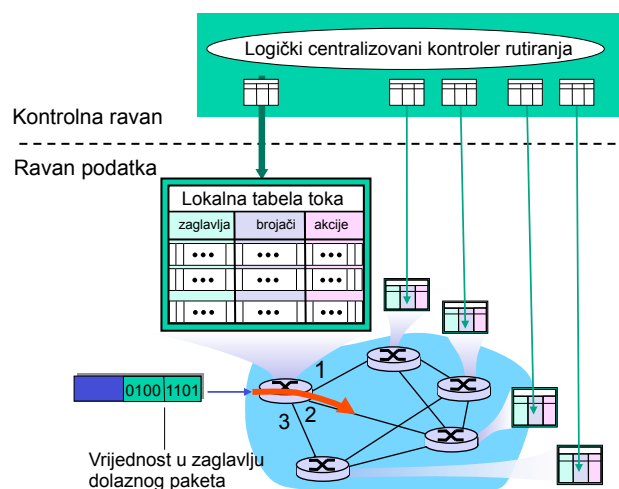 Logički centralizovani kontroler rutiranja
Kontrolna ravan
Ravan podatka
Lokalna tabela toka
zaglavlja brojači akcije
1
0100 1101
3 2
Vrijednost u zaglavlju
dolaznog paketa